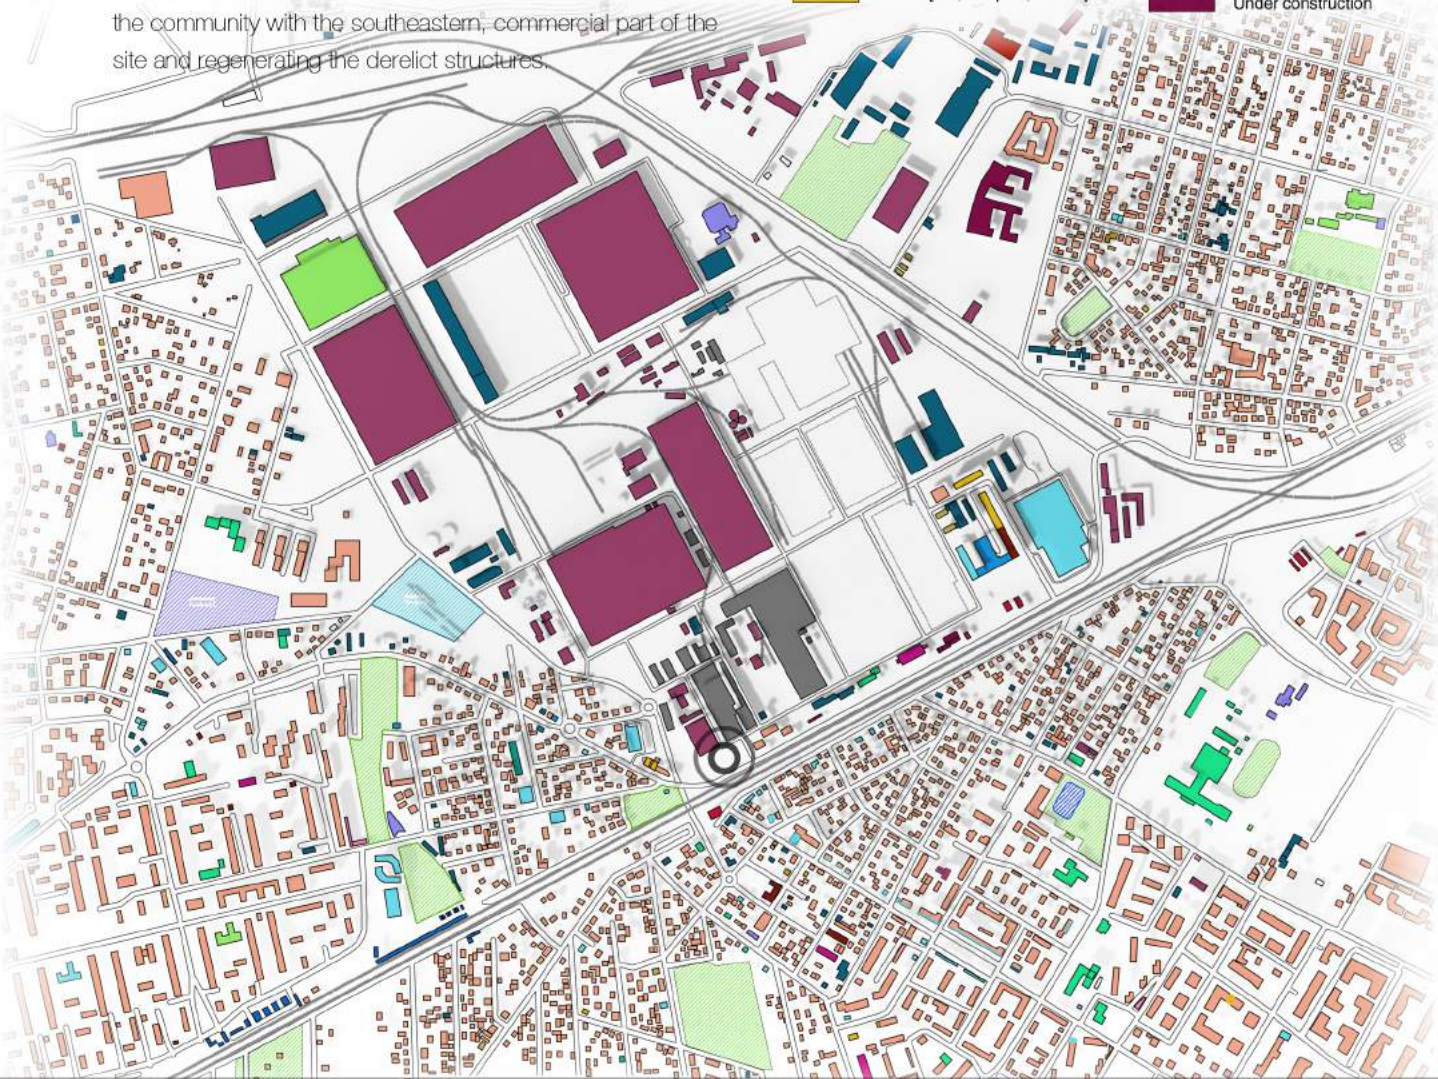 the community with the southeastern, commercial part of the
Under construction
site and regenerating the derelict structures.